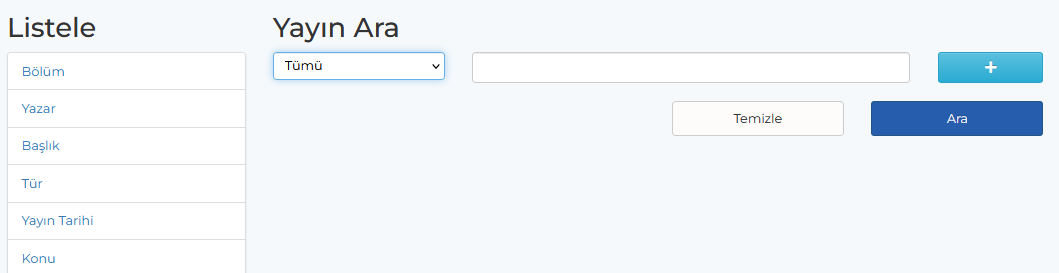 Listele
Bölüm
Yazar
Başlık
Tür
Yayın Tarihi
Konu
Yayın Ara
Tümü
+
Temizle
Ara